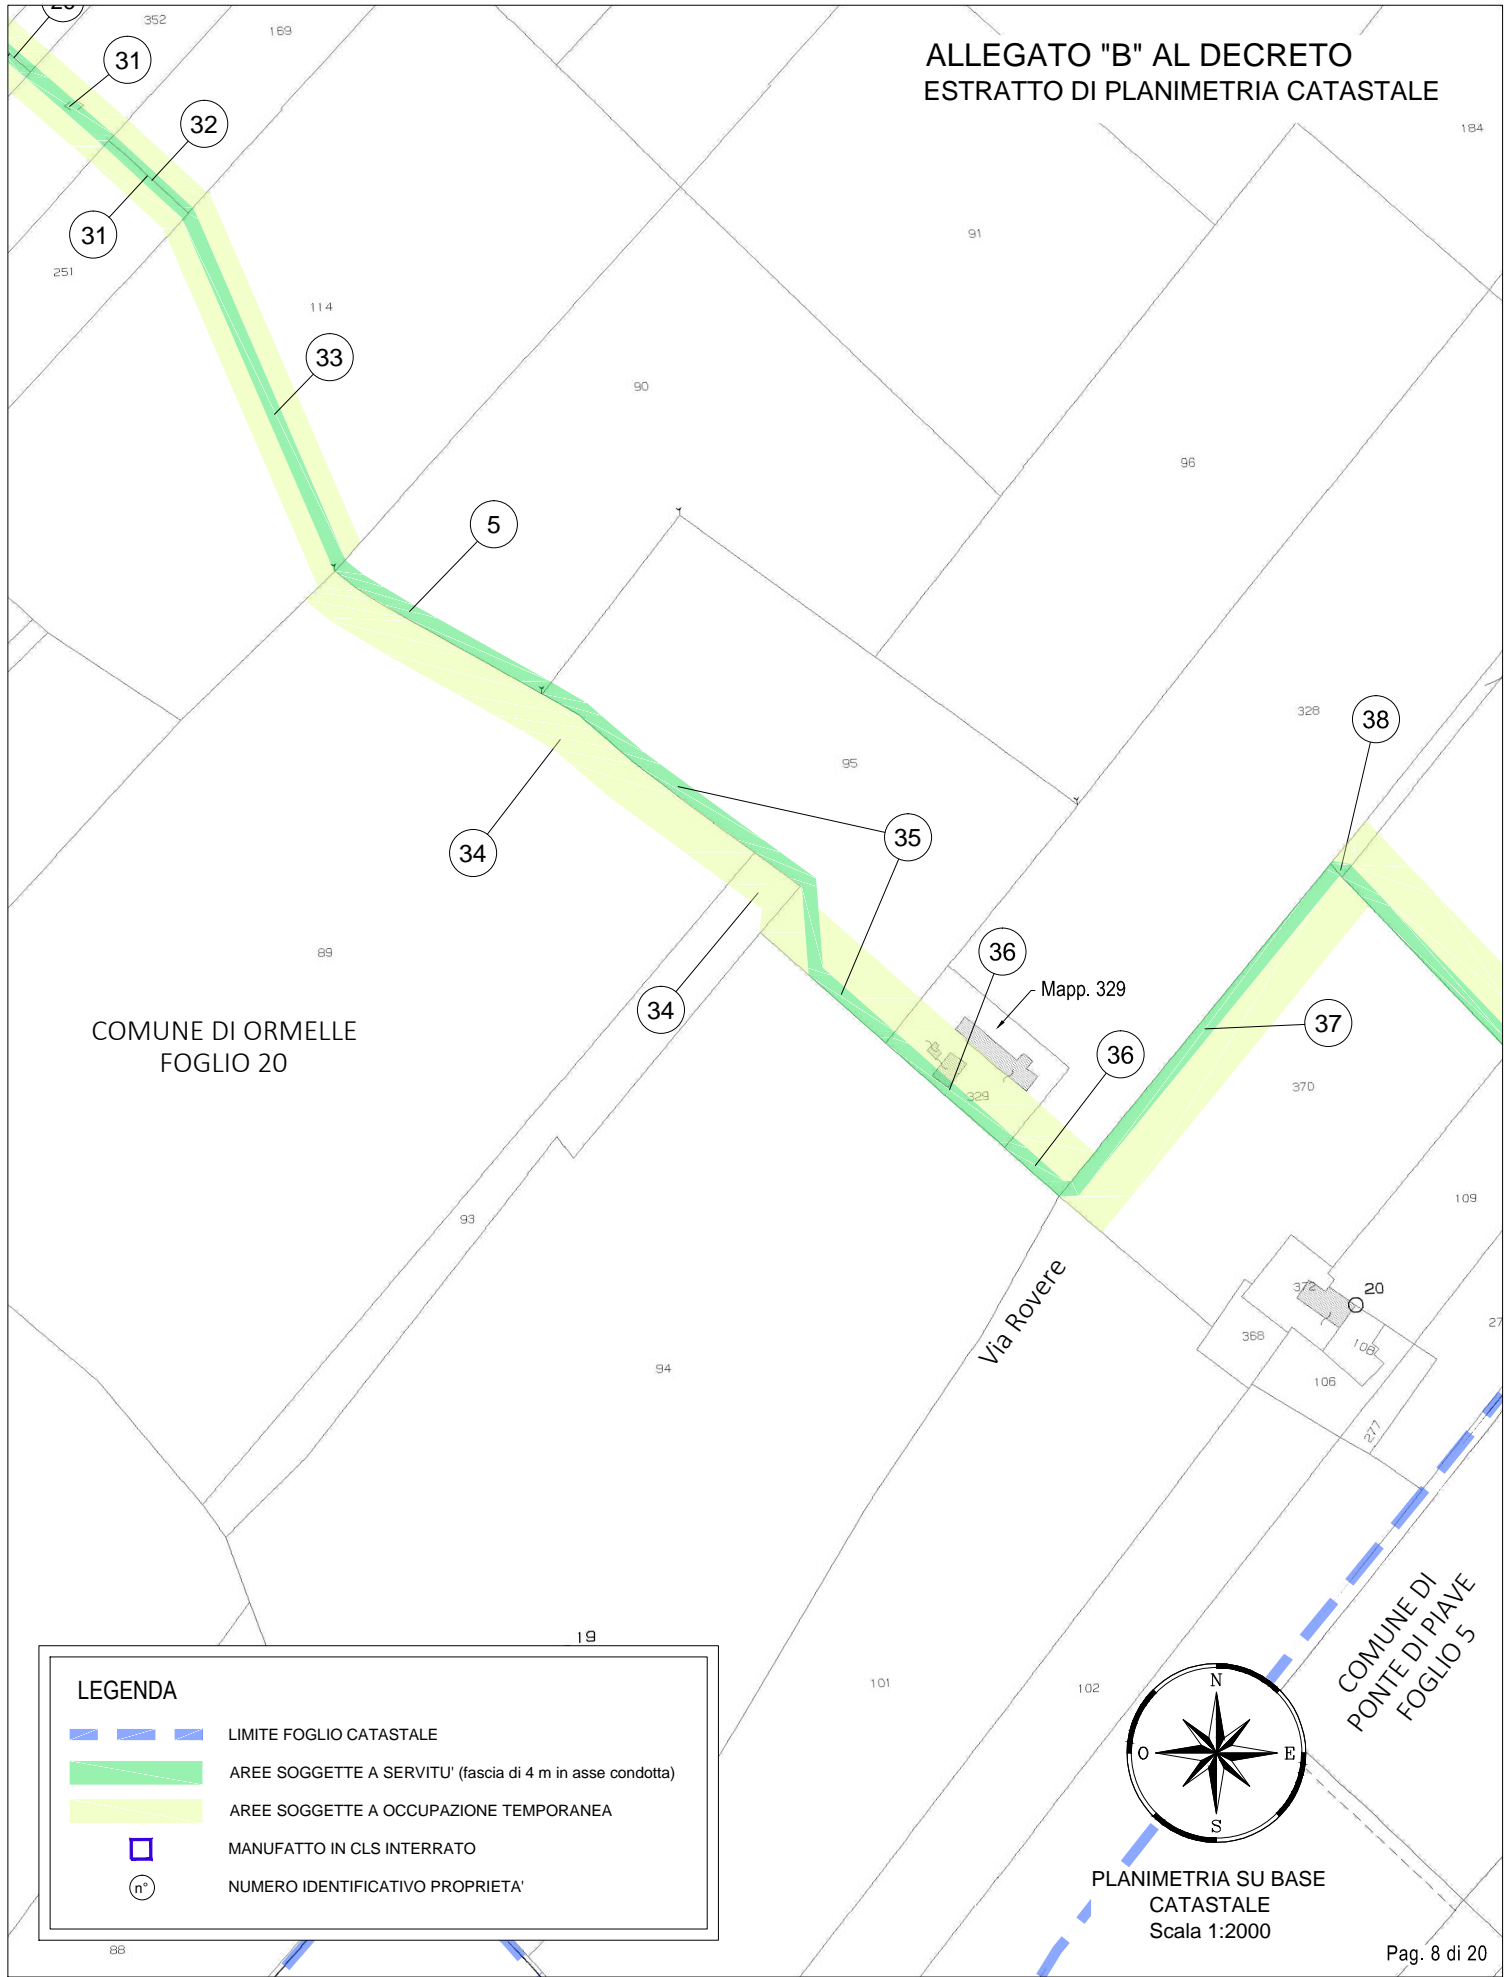 352
169
31
32
31
251
114
33
ALLEGATO "B" AL DECRETO
ESTRATTO DI PLANIMETRIA CATASTALE
184
91
90
96
5
328
38
95
34
35
89
34
36
Mapp. 329
37
36
329
370
COMUNE DI ORMELLE
FOGLIO 20
93
109
Via Rovere
372
20
27
368
108
106
94
277
COMUNE DI
PONTE DI PIAVE
FOGLIO 5
19
101
102
LEGENDA
LIMITE FOGLIO CATASTALE
AREE SOGGETTE A SERVITU' (fascia di 4 m in asse condotta)
AREE SOGGETTE A OCCUPAZIONE TEMPORANEA
MANUFATTO IN CLS INTERRATO
n° NUMERO IDENTIFICATIVO PROPRIETA'
88
N
O
E
S
PLANIMETRIA SU BASE
CATASTALE
Scala 1:2000
Pag. 8 di 20